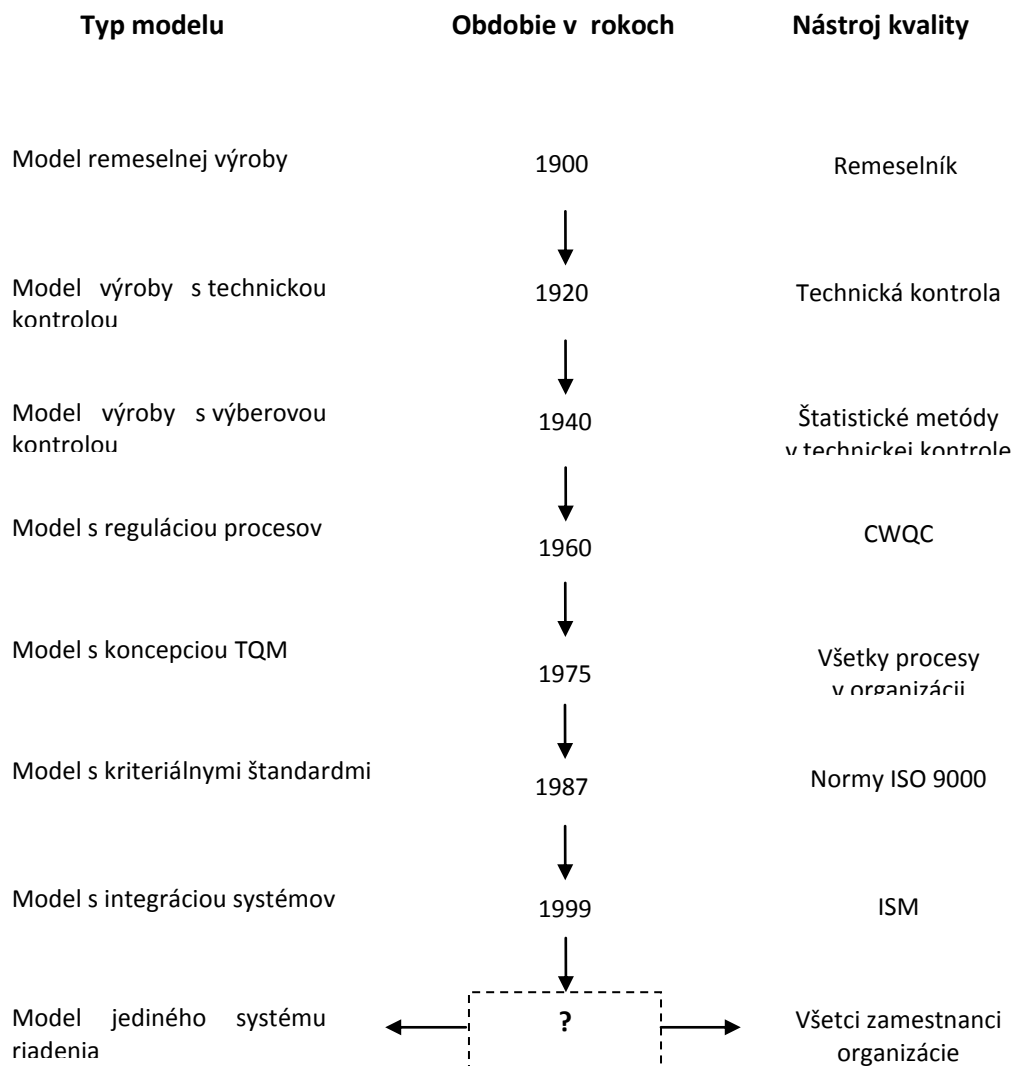 Typ modelu Obdobie v rokoch Nástroj kvality
Model remeselnej výroby 1900 Remeselník
Model výroby s technickou 1920 Technická kontrola
kontrolou
Model výroby s výberovou 1940 Štatistické metódy
kontrolou v technickej kontrole
Model s reguláciou procesov 1960 CWQC
Model s koncepciou TQM 1975 Všetky procesy
v organizácii
Model s kriteriálnymi štandardmi 1987 Normy ISO 9000
Model s integráciou systémov 1999 ISM
Model jediného systému ? Všetci zamestnanci
riadenia organizácie